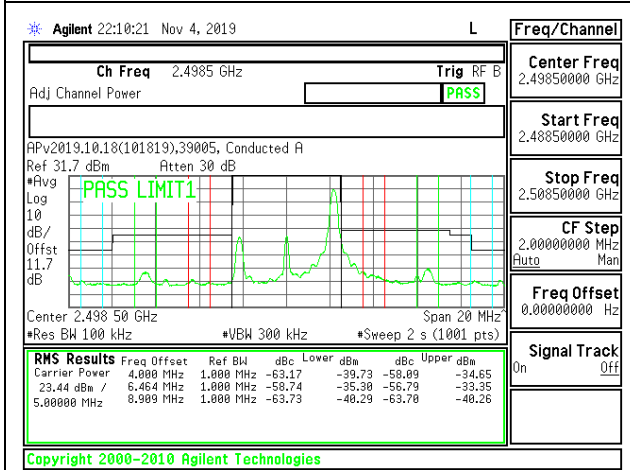 Agilent 22:10:21 Nov 4, 2019 L
Ch Freq 2.4985 GHz Trig RF B
Adj Channel Power PASS
APv2019.10.18(101819),39005, Conducted A
Ref 31.7 dBm Atten 30 dB
#Avg
Log
10
dB/
Offst
11.7
dB
PASS LIMIT1
Center 2.498 50 GHz Span 20 MHz^
#Res BW 100 kHz #VBW 300 kHz #Sweep 2 s (1001 pts)
RMS Results Freq Offset Ref BW dBc Lower dBm dBc Upper dBm
Carrier Power 4.000 MHz 1.000 MHz -63.17 -39.73 -58.09 -34.65
23.44 dBm / 6.464 MHz 1.000 MHz -58.74 -35.30 -56.79 -33.35
5.00000 MHz 8.909 MHz 1.000 MHz -63.73 -40.29 -63.70 -40.26
Copyright 2000-2010 Agilent Technologies
Freq/Channel
Center Freq
2.49850000 GHz
Start Freq
2.48850000 GHz
Stop Freq
2.50850000 GHz
CF Step
2.00000000 MHz
Auto Man
Freq Offset
0.00000000 Hz
Signal Track
On Off